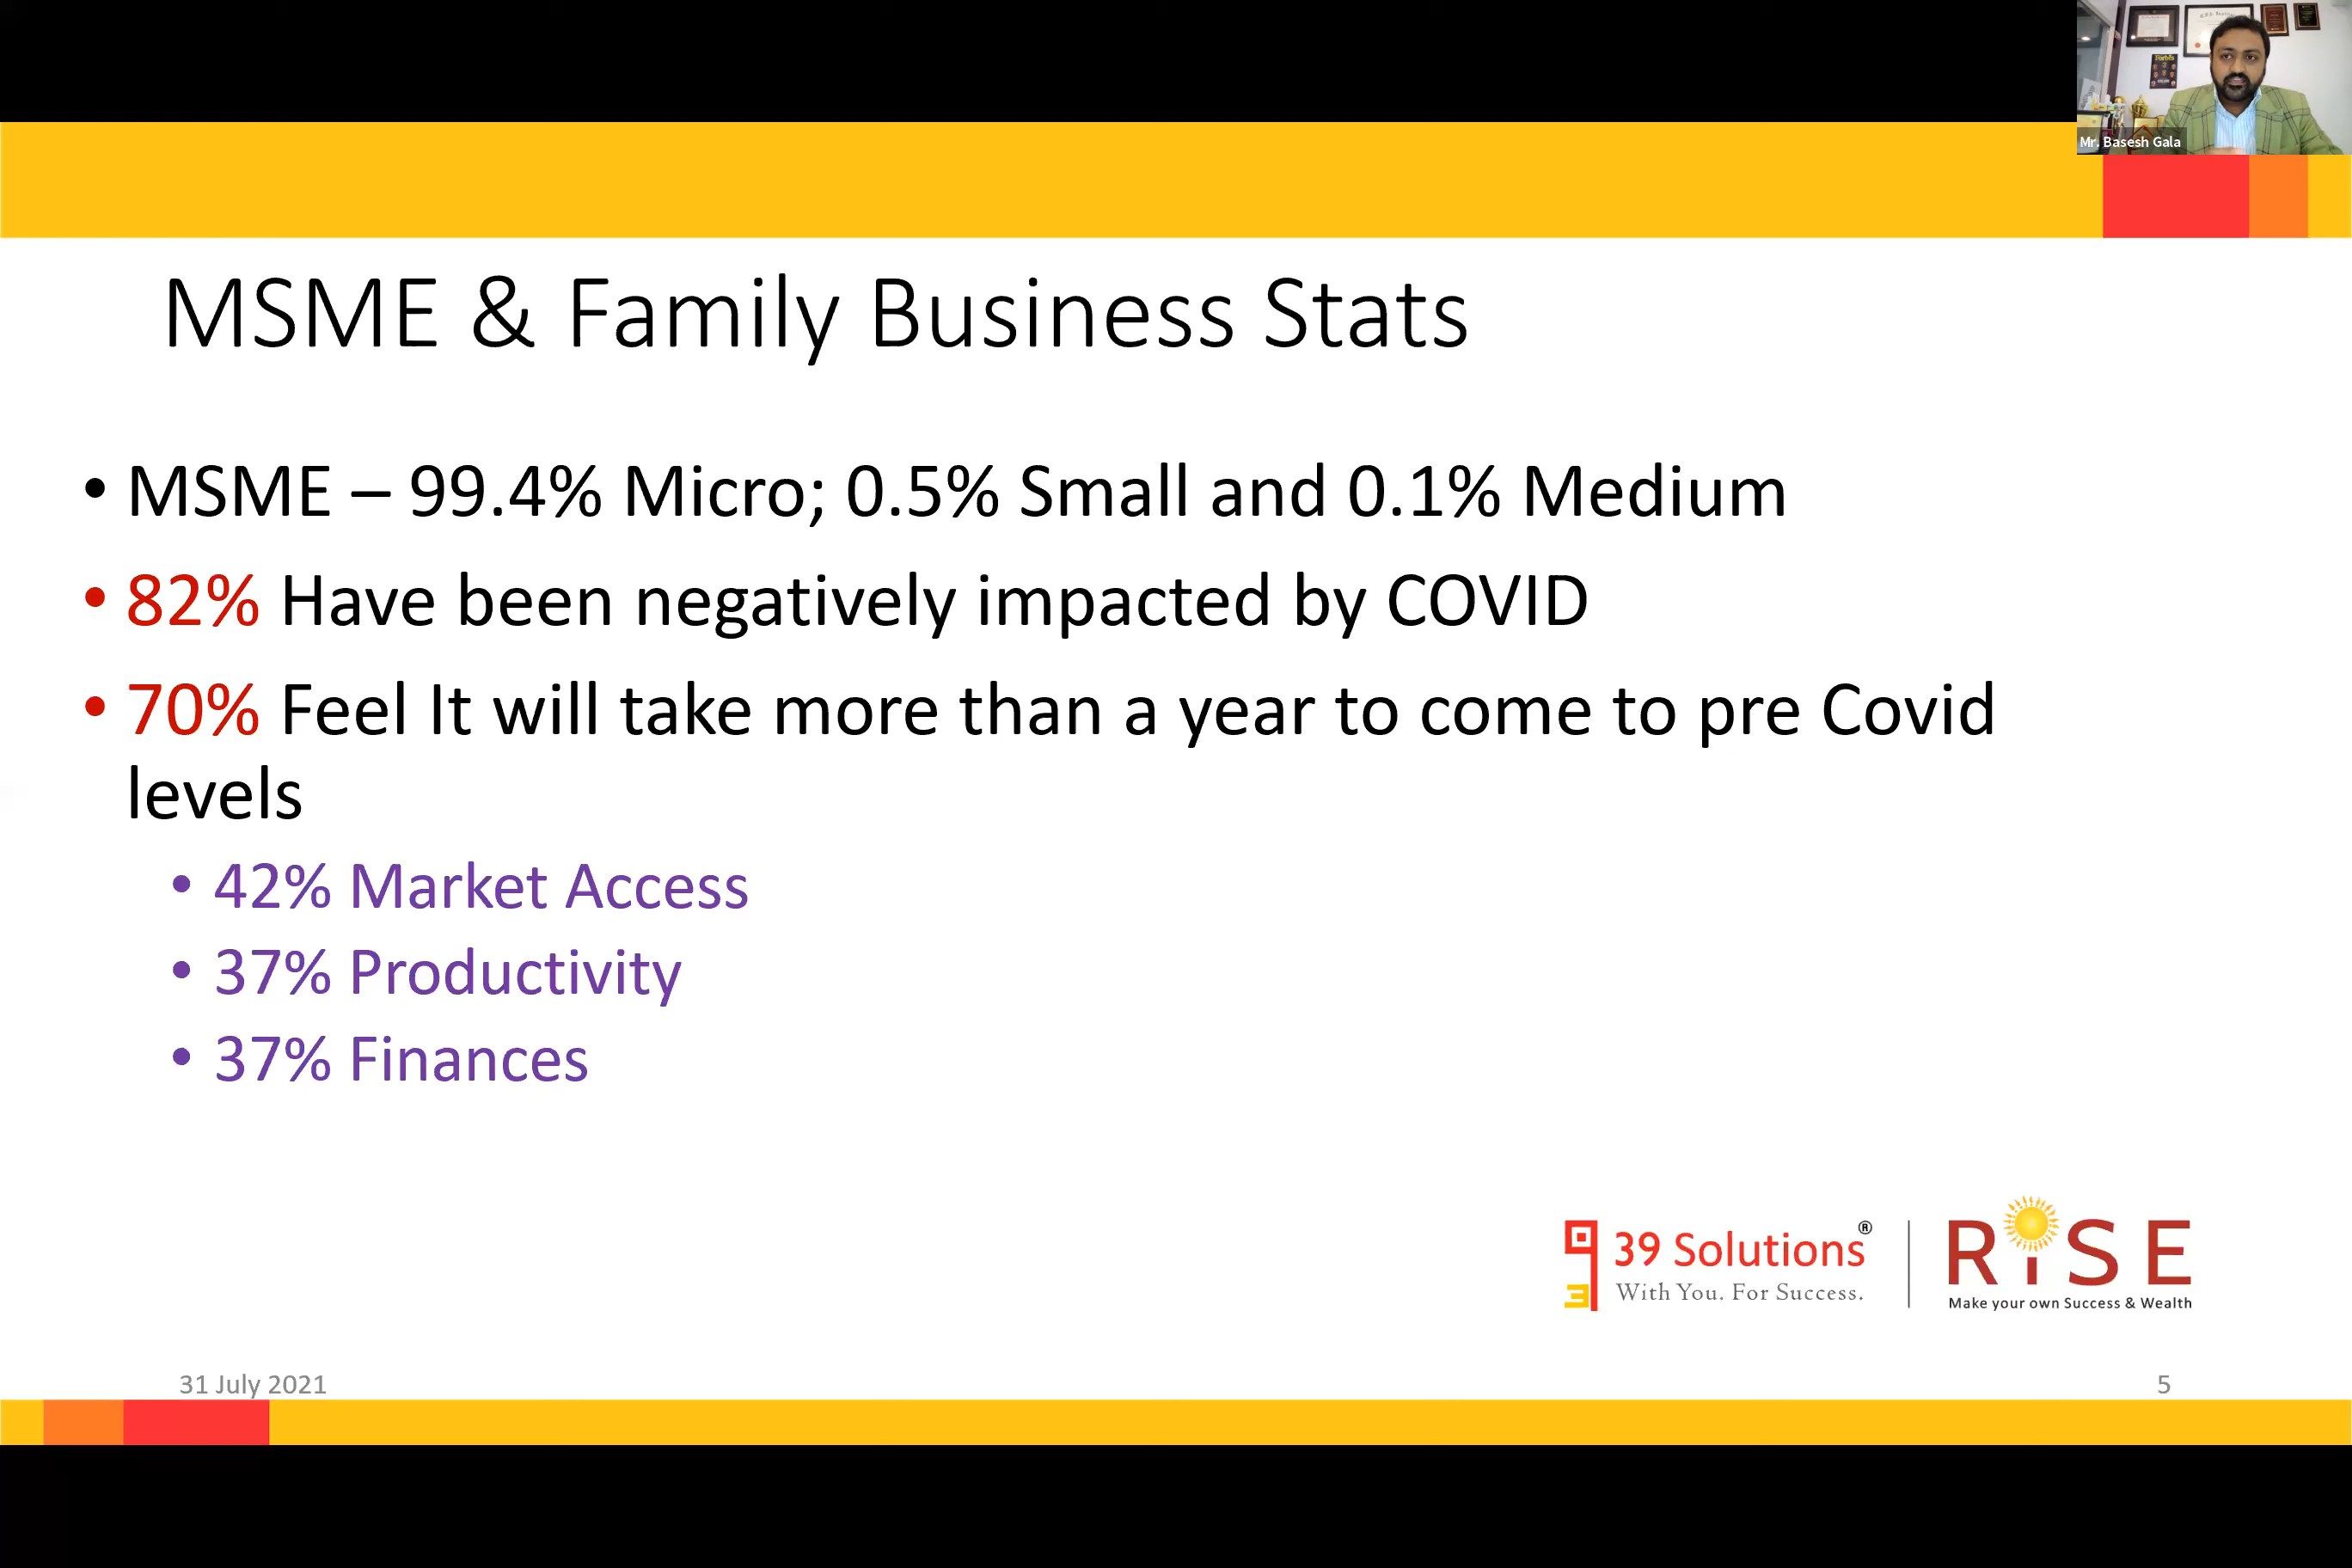 Forbes
Mr. Basesh Gala
MSME & Family Business Stats
• MSME – 99.4% Micro; 0.5% Small and 0.1% Medium
• 82% Have been negatively impacted by COVID
• 70% Feel It will take more than a year to come to pre Covid
levels
• 42% Market Access
• 37% Productivity
• 37% Finances
39 Solutions®
With You. For Success.
RiSE
Make your own Success & Wealth
31 July 2021
5